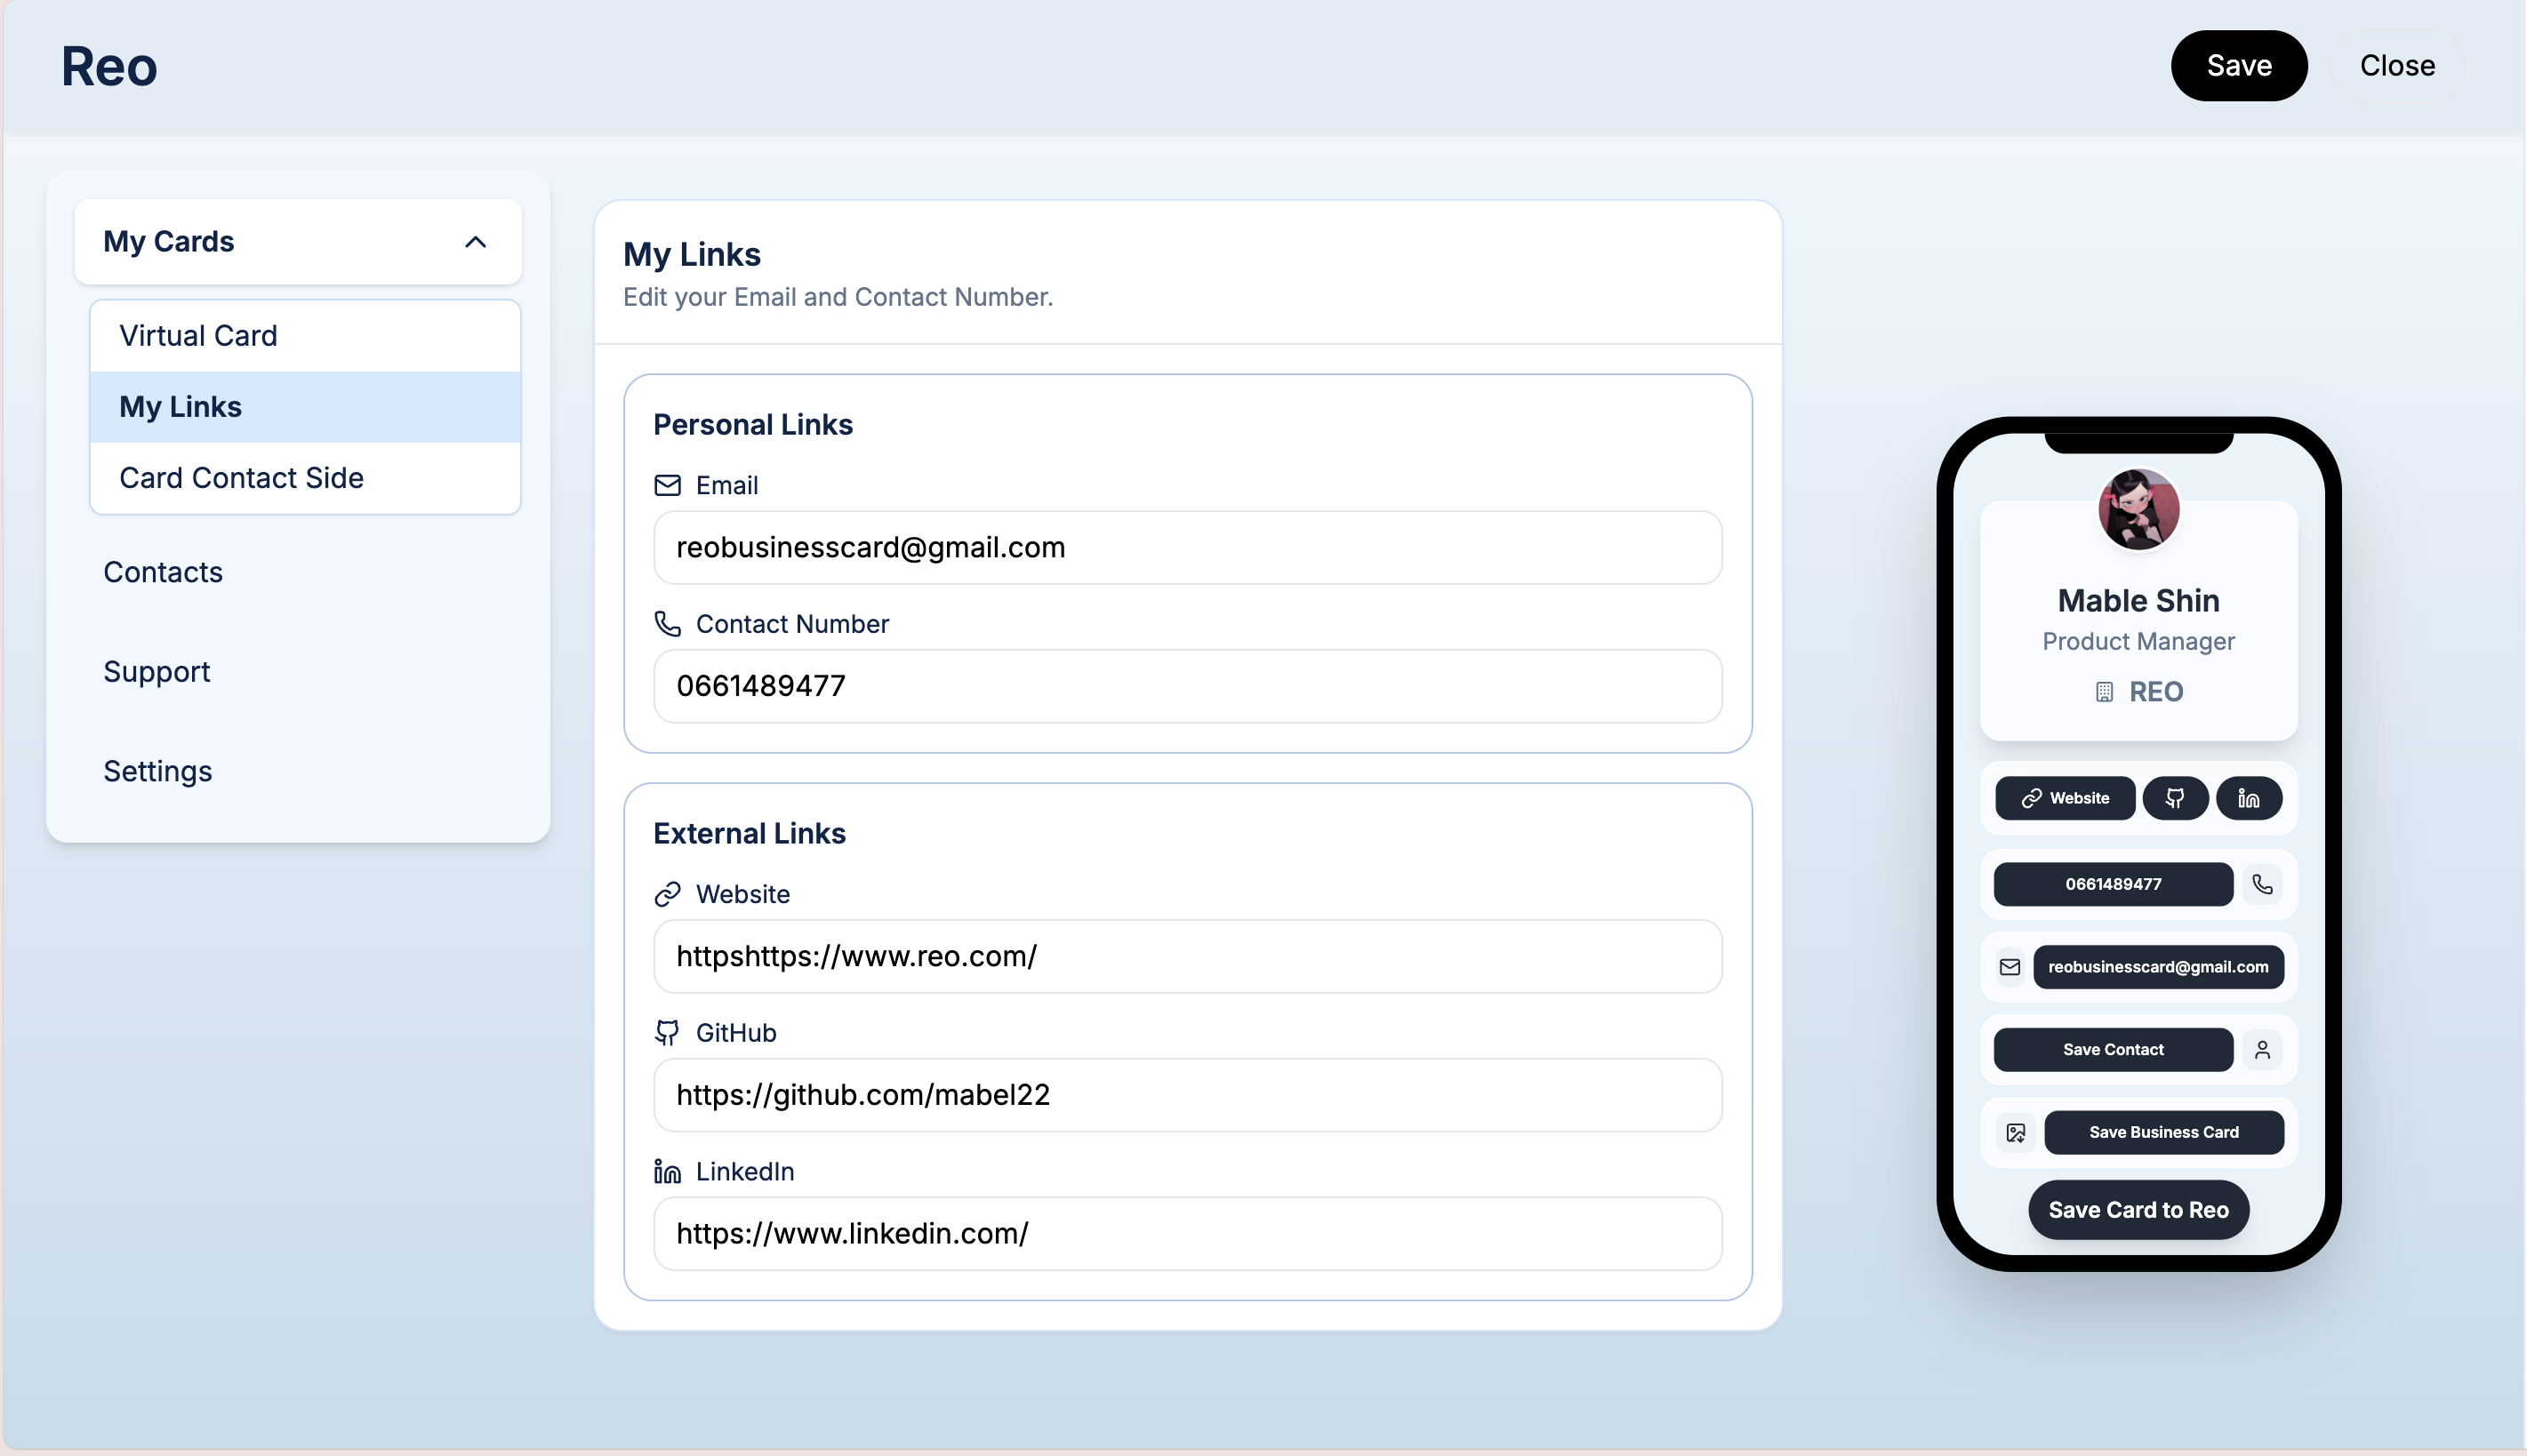 Reo
Save
Close
My Cards
Virtual Card
My Links
Card Contact Side
Contacts
Support
Settings
My Links
Edit your Email and Contact Number.
Personal Links
Email
reobusinesscard@gmail.com
Contact Number
0661489477
External Links
Website
httpshttps://www.reo.com/
GitHub
https://github.com/mabel22
LinkedIn
https://www.linkedin.com/
Mable Shin
Product Manager
REO
Website
0661489477
reobusinesscard@gmail.com
Save Contact
Save Business Card
Save Card to Reo